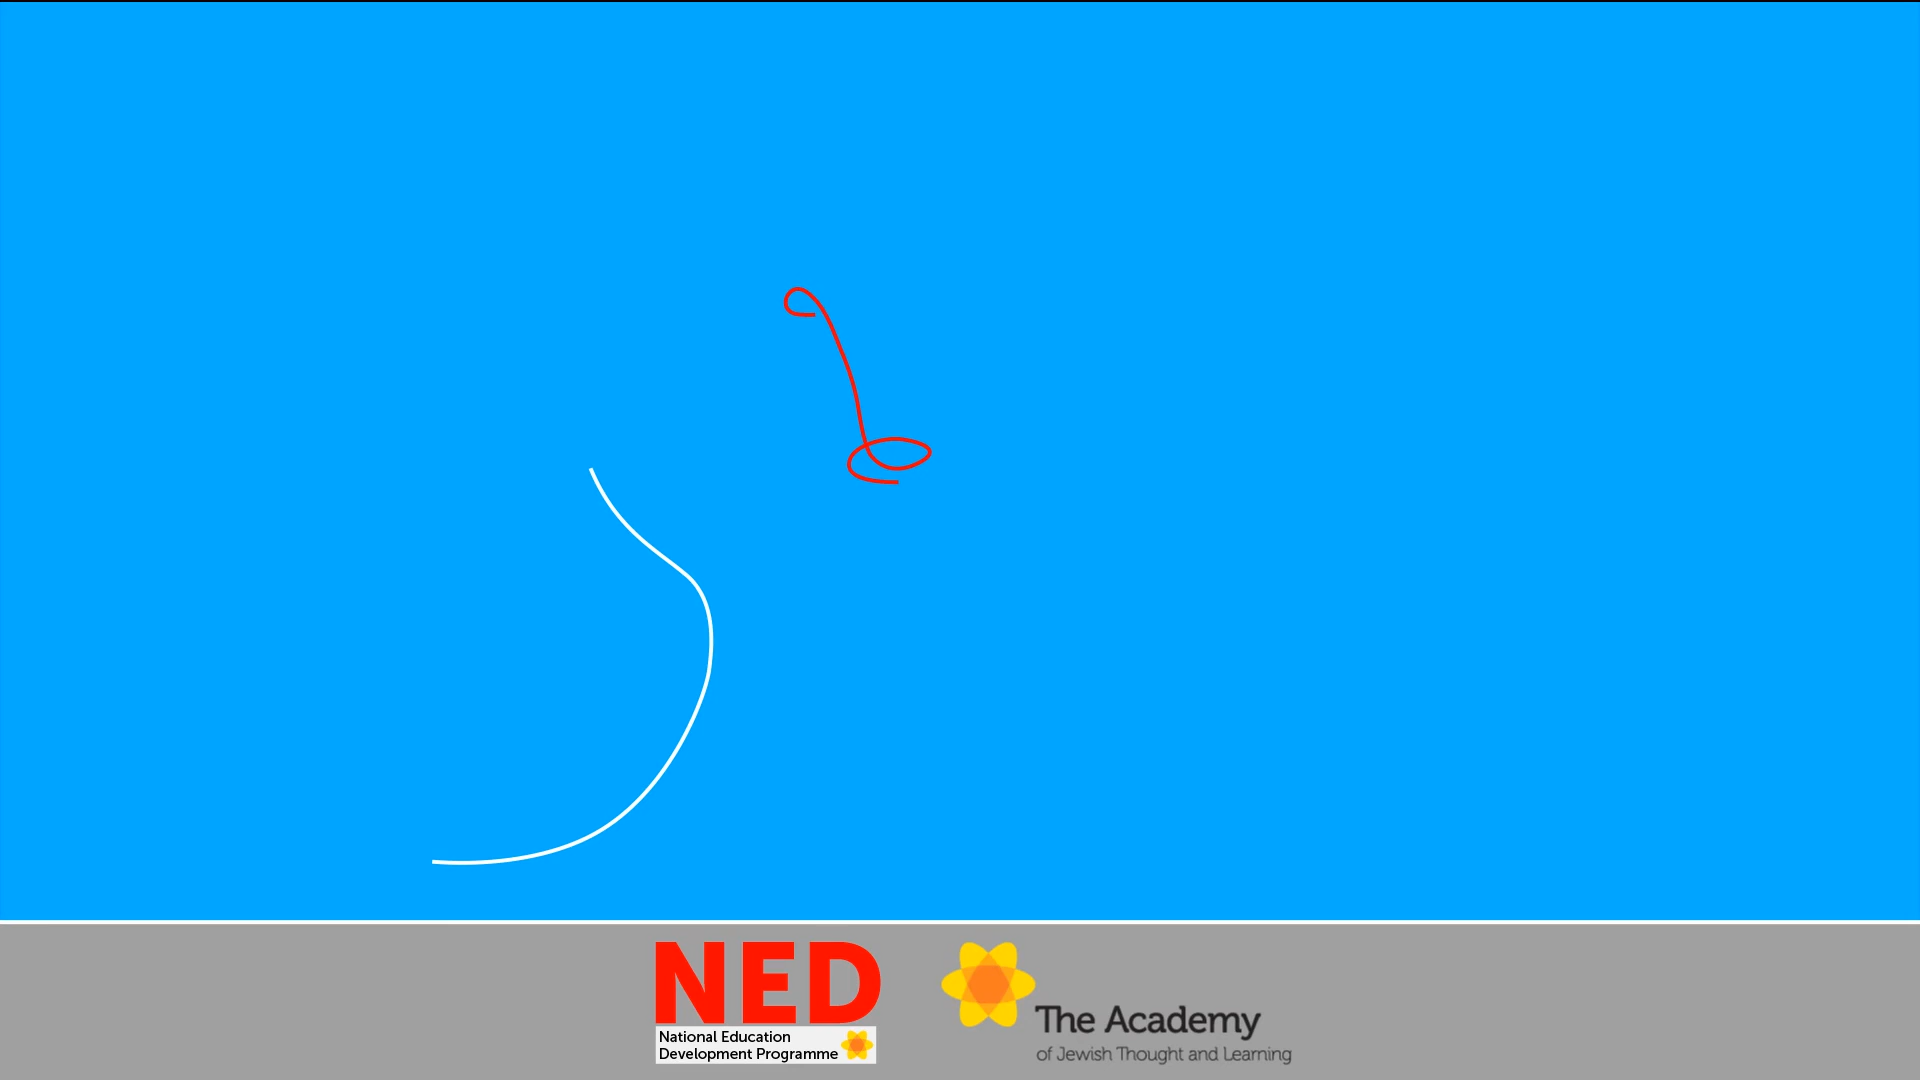 NED
National Education
Development Programme
The Academy
of Jewish Thought and Learning